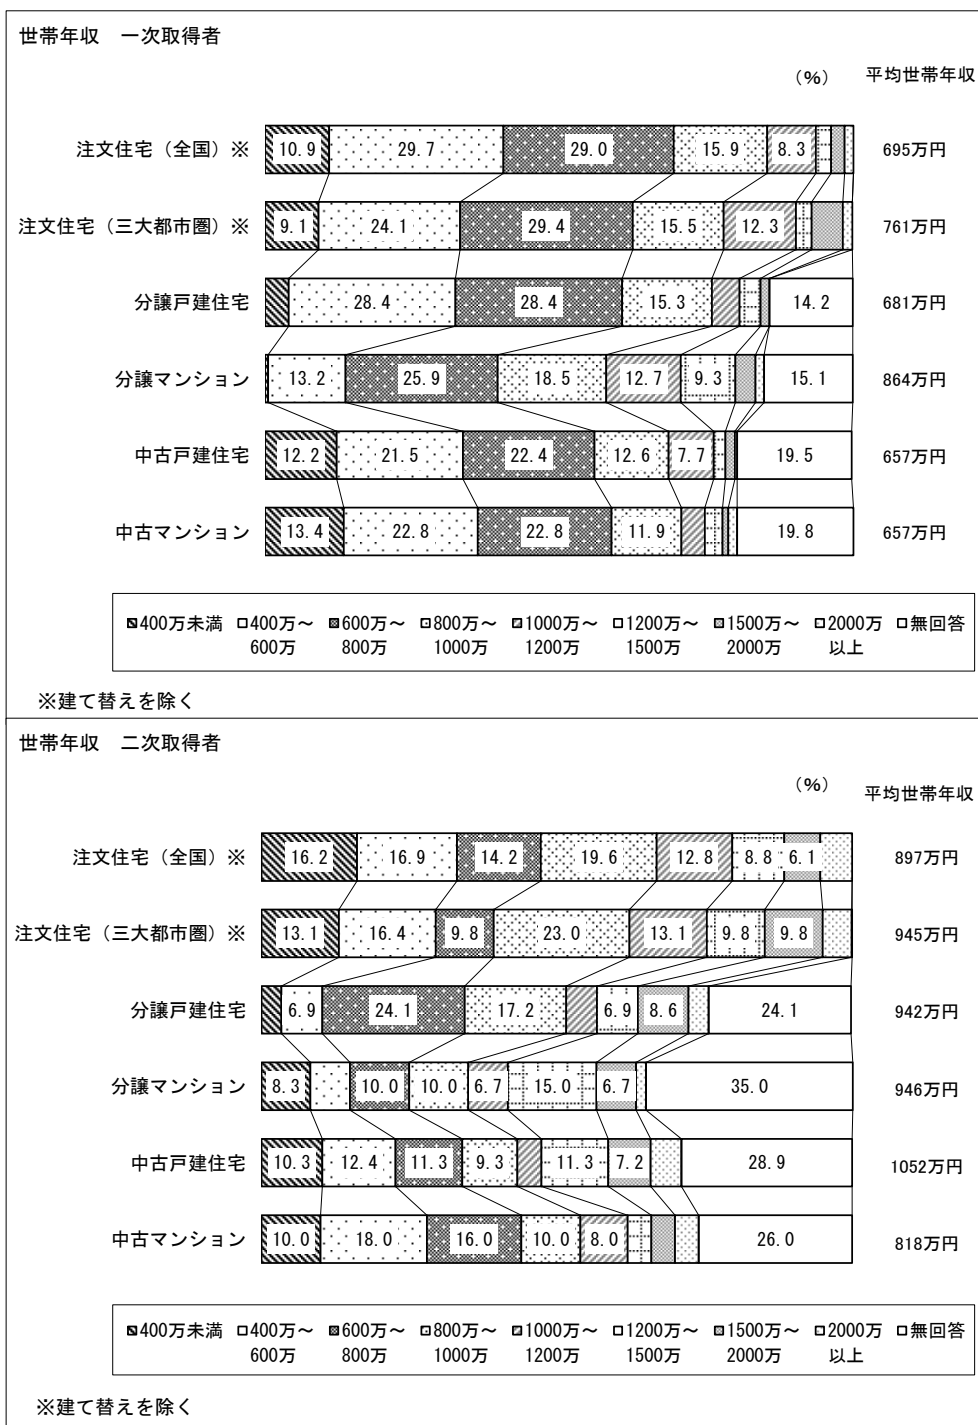 世帯年収 一次取得者
（%） 平均世帯年収
注文住宅（全国）※ 10.9 29.7 29.0 15.9 8.3 695万円
注文住宅（三大都市圏）※ 9.1 24.1 29.4 15.5 12.3 761万円
分譲戸建住宅 28.4 28.4 15.3 14.2 681万円
分譲マンション 13.2 25.9 18.5 12.7 9.3 15.1 864万円
中古戸建住宅 12.2 21.5 22.4 12.6 7.7 19.5 657万円
中古マンション 13.4 22.8 22.8 11.9 19.8 657万円
400万未満 400万～ 600万～ 800万～ 1000万～ 1200万～ 1500万～ 2000万 無回答
600万 800万 1000万 1200万 1500万 2000万 以上
※建て替えを除く
世帯年収 二次取得者
（%） 平均世帯年収
注文住宅（全国）※ 16.2 16.9 14.2 19.6 12.8 8.8 6.1 897万円
注文住宅（三大都市圏）※ 13.1 16.4 9.8 23.0 13.1 9.8 9.8 945万円
分譲戸建住宅 6.9 24.1 17.2 6.9 8.6 24.1 942万円
分譲マンション 8.3 10.0 10.0 6.7 15.0 6.7 35.0 946万円
中古戸建住宅 10.3 12.4 11.3 9.3 11.3 7.2 28.9 1052万円
中古マンション 10.0 18.0 16.0 10.0 8.0 26.0 818万円
400万未満 400万～ 600万～ 800万～ 1000万～ 1200万～ 1500万～ 2000万 無回答
600万 800万 1000万 1200万 1500万 2000万 以上
※建て替えを除く